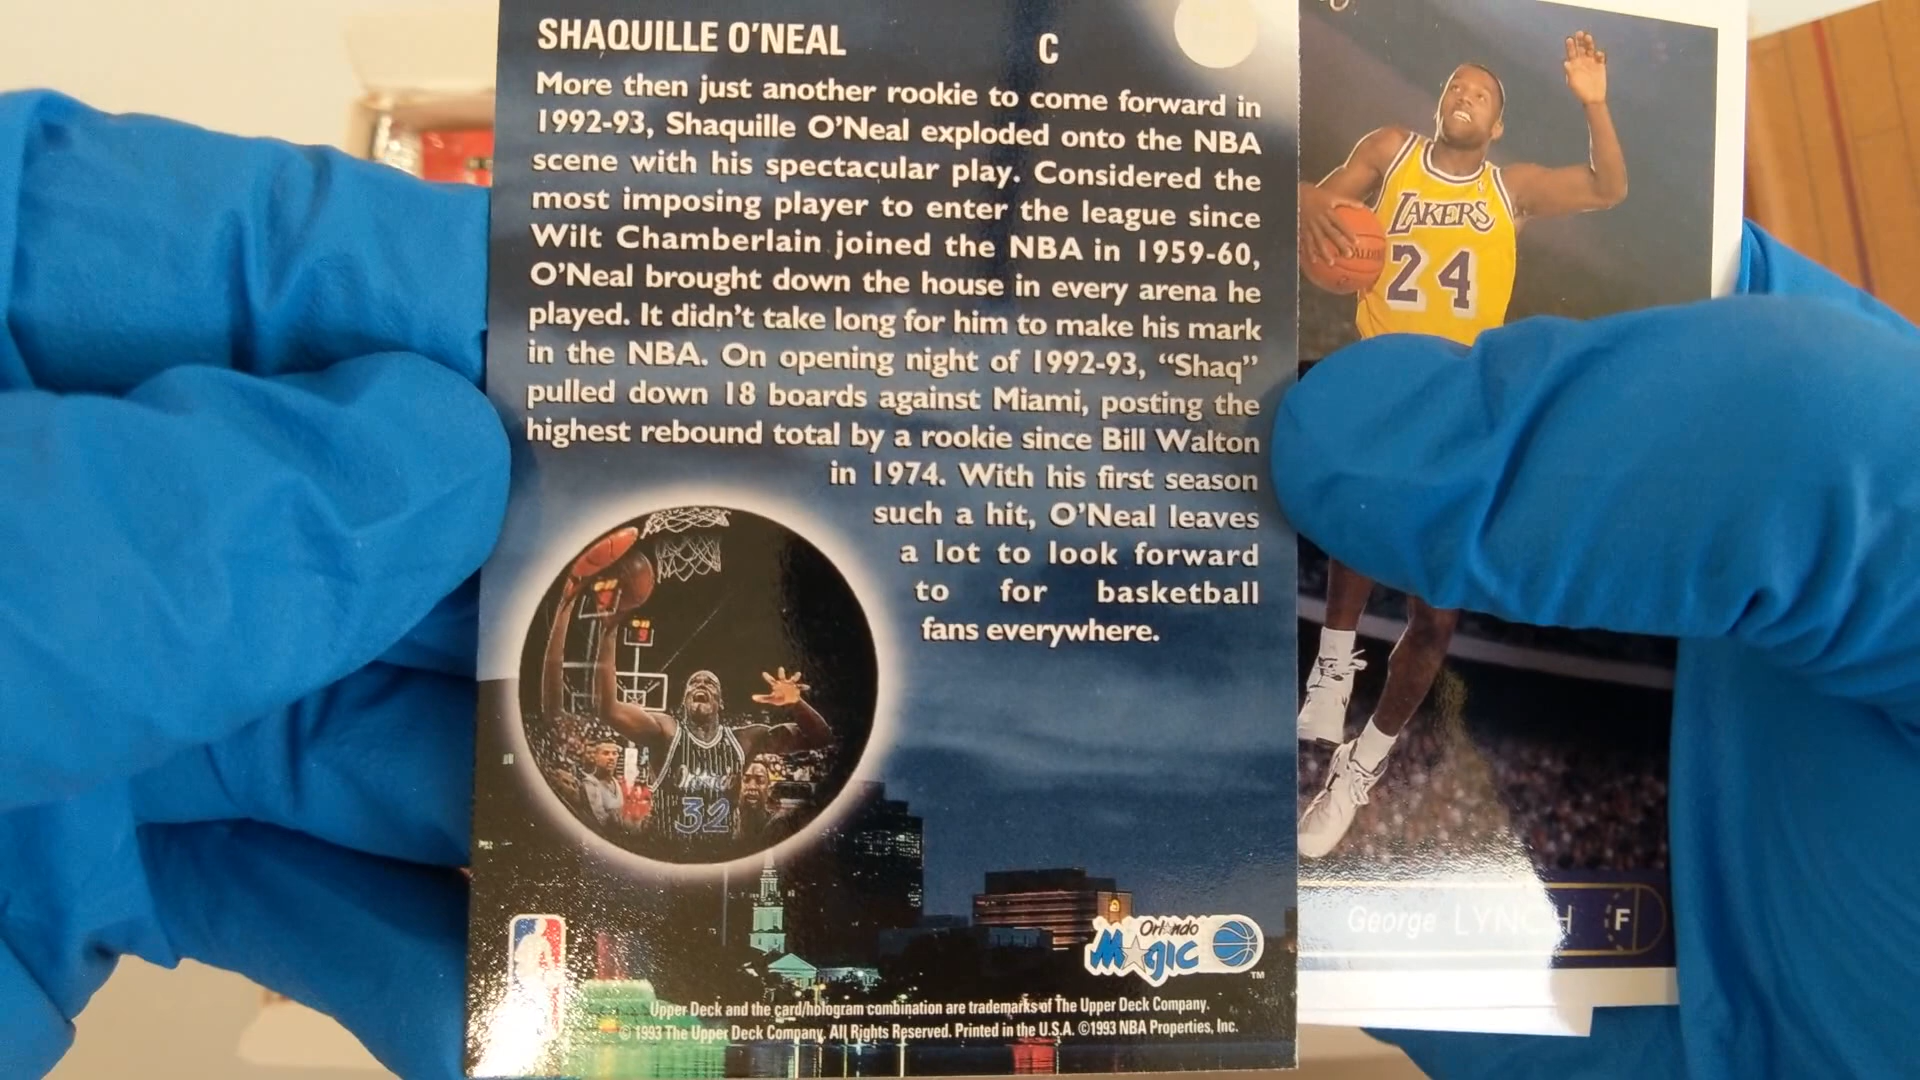 SHAQUILLE O'NEAL C
More then just another rookie to come forward in
1992-93, Shaquille O'Neal exploded onto the NBA
scene with his spectacular play. Considered the
most imposing player to enter the league since
Wilt Chamberlain joined the NBA in 1959-60,
O'Neal brought down the house in every arena he
played. It didn't take long for him to make his mark
in the NBA. On opening night of 1992-93, “Shaq”
pulled down 18 boards against Miami, posting the
highest rebound total by a rookie since Bill Walton
in 1974. With his first season
such a hit, O'Neal leaves
a lot to look forward
to for basketball
fans everywhere.
32
Orlando
Magic
TM
Upper Deck and the card/hologram combination are trademarks of The Upper Deck Company.
© 1993 The Upper Deck Company. All Rights Reserved. Printed in the U.S.A. ©1993 NBA Properties, Inc.
LAKERS
24
George LYNCH F